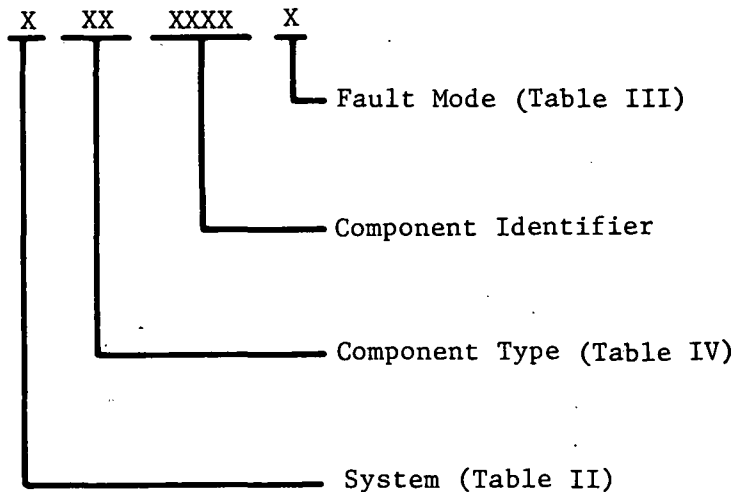 X XX XXXX X
Fault Mode (Table III)
Component Identifier
Component Type (Table IV)
System (Table II)